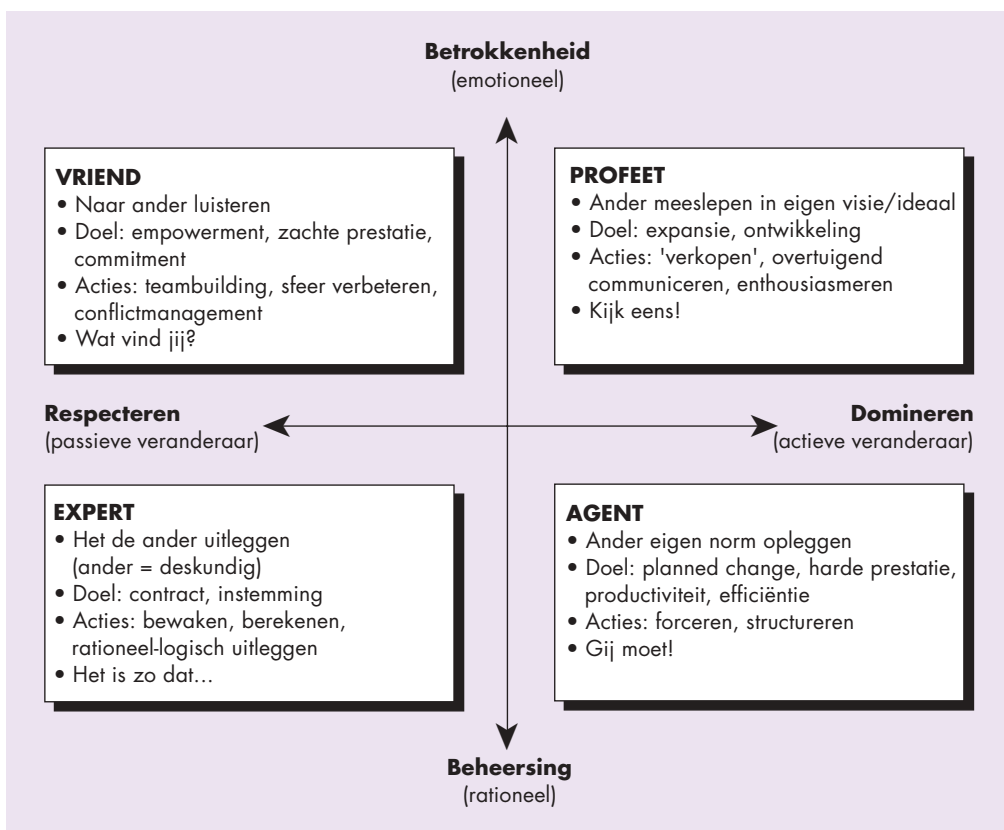 Betrokkenheid
(emotioneel)
VRIEND
• Naar ander luisteren
• Doel: empowerment, zachte prestatie,
commitment
• Acties: teambuilding, sfeer verbeteren,
conflictmanagement
• Wat vind jij?
PROFEET
• Ander meeslepen in eigen visie/ideaal
• Doel: expansie, ontwikkeling
• Acties: 'verkopen', overtuigend
communiceren, enthousiasmeren
• Kijk eens!
Respecteren
(passieve veranderaar)
Domineren
(actieve veranderaar)
EXPERT
• Het de ander uitleggen
(ander = deskundig)
• Doel: contract, instemming
• Acties: bewaken, berekenen,
rationeel-logisch uitleggen
• Het is zo dat...
AGENT
• Ander eigen norm opleggen
• Doel: planned change, harde prestatie,
productiviteit, efficiëntie
• Acties: forceren, structureren
• Gij moet!
Beheersing
(rationeel)